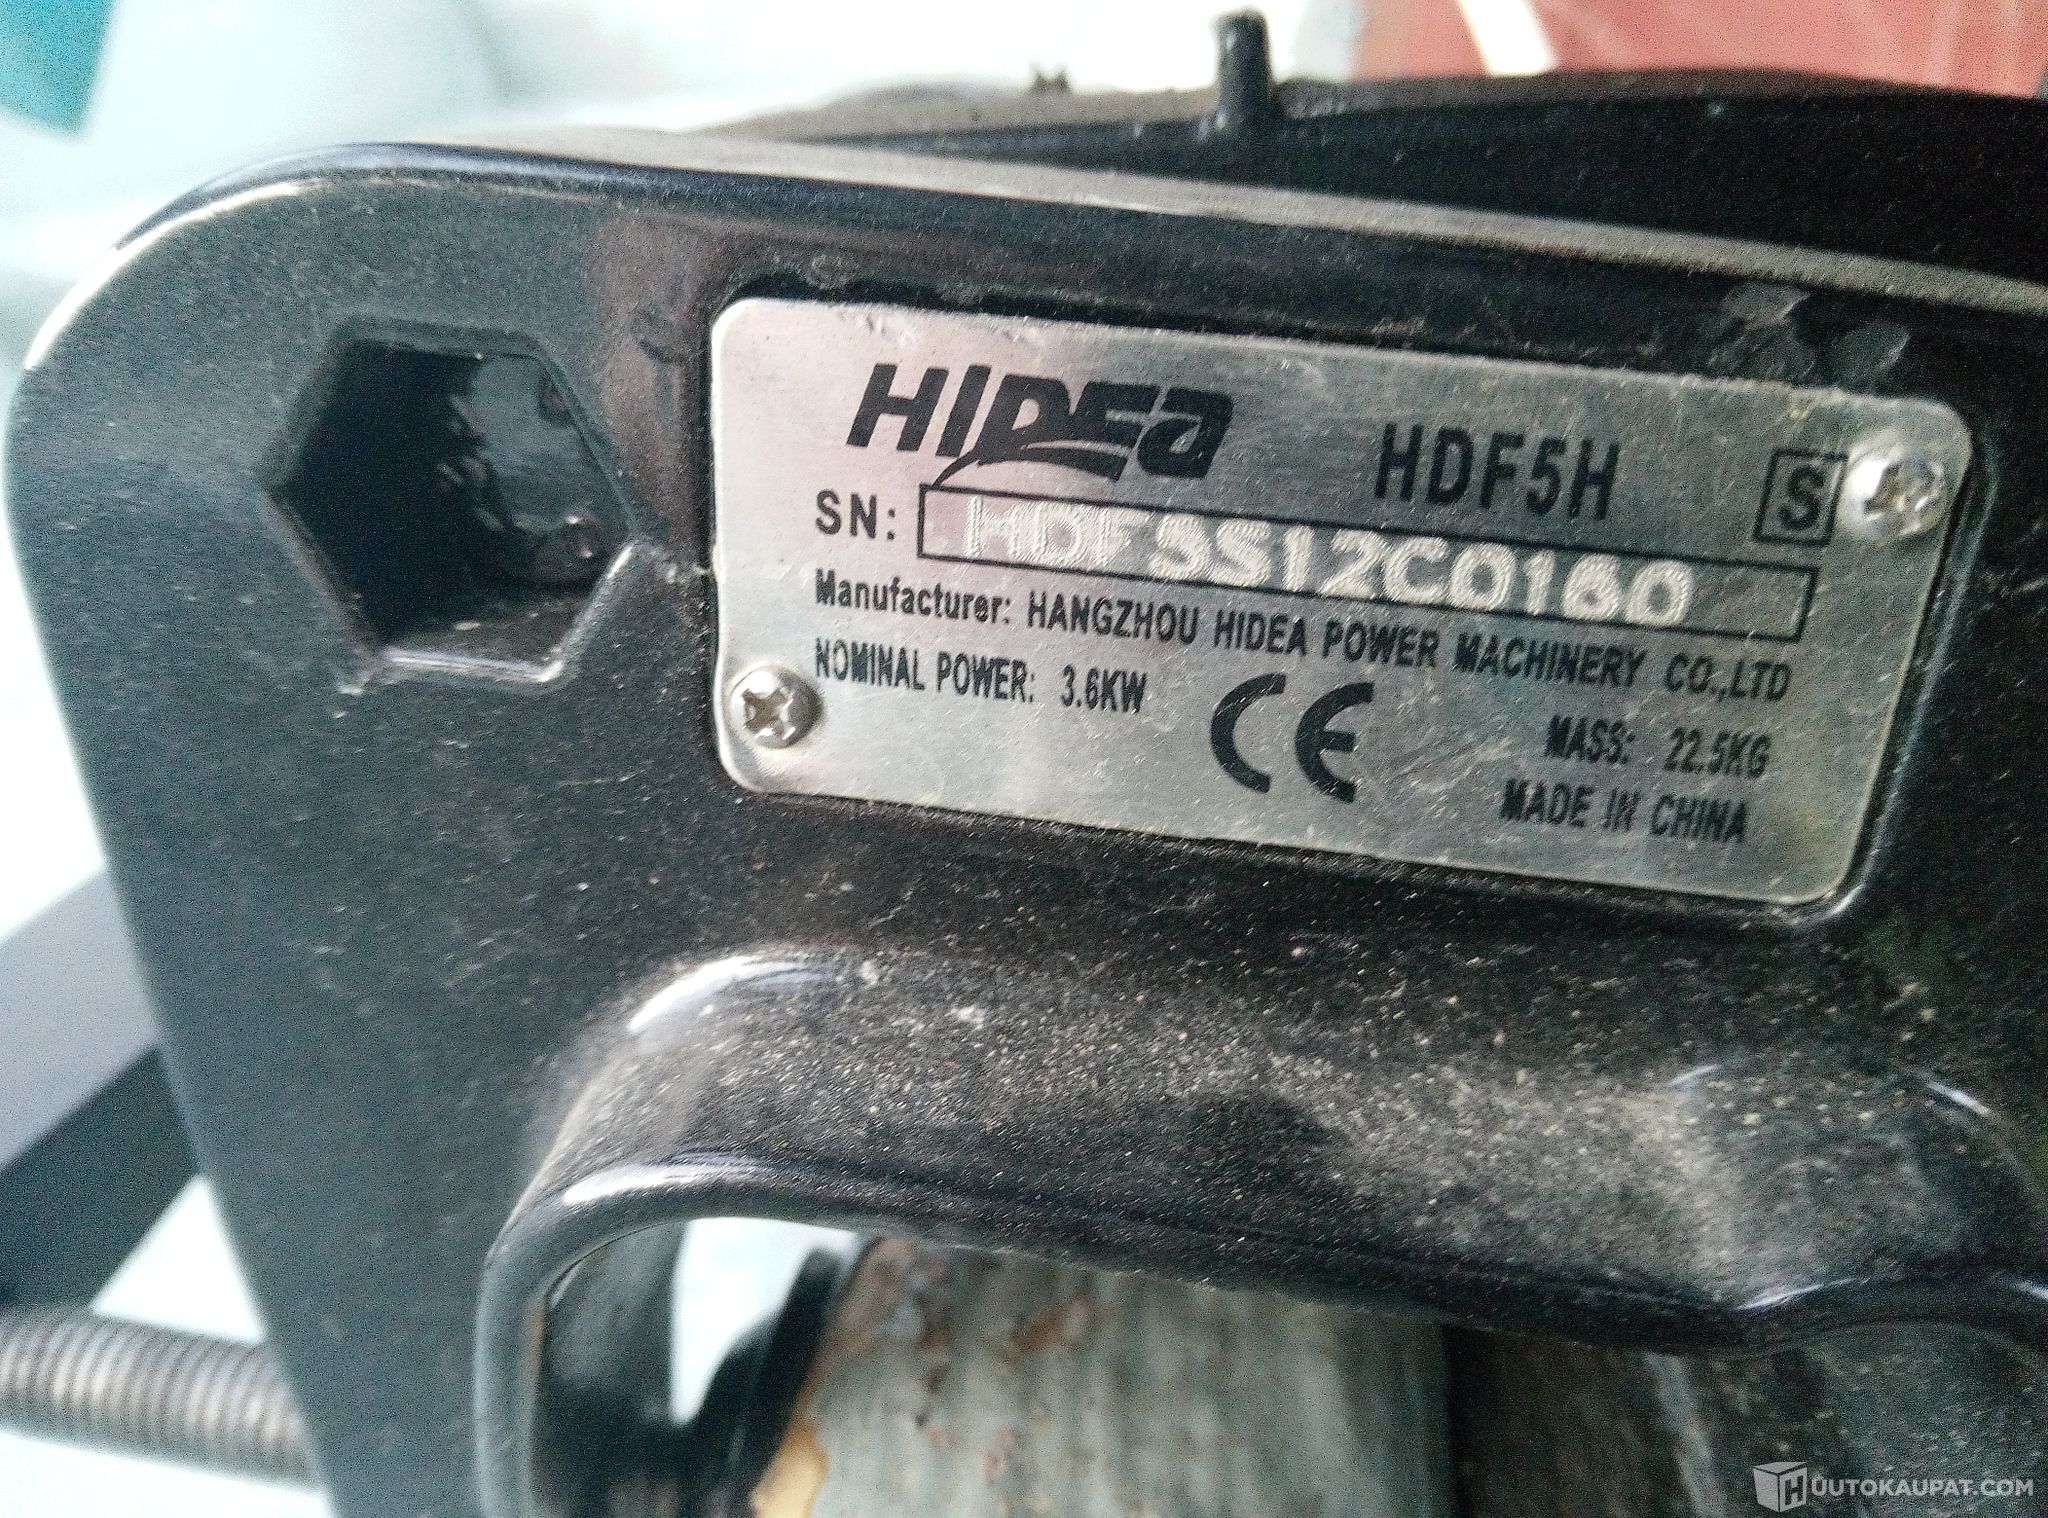 HIDEA HDF5H S
SN: HDF3S12C0160
Manufacturer: HANGZHOU HIDEA POWER MACHINERY CO.,LTD
NOMINAL POWER: 3.6KW
CE
MASS: 22.5KG
MADE IN CHINA
HUUTOKAUPAT.COM